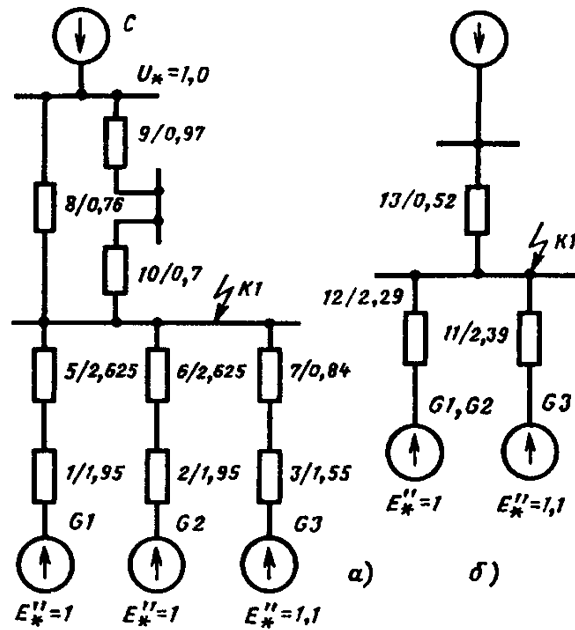 C
U* = 1,0
9/0,97
8/0,76
10/0,7
K1
5/2,625
6/2,625
7/0,84
1/1,95
2/1,95
3/1,55
G1
G2
G3
E*''=1
E*''=1
E*''=1,1
а)
13/0,52
K1
12/2,29
11/2,39
G1, G2
G3
E*''=1
E*''=1,1
б)